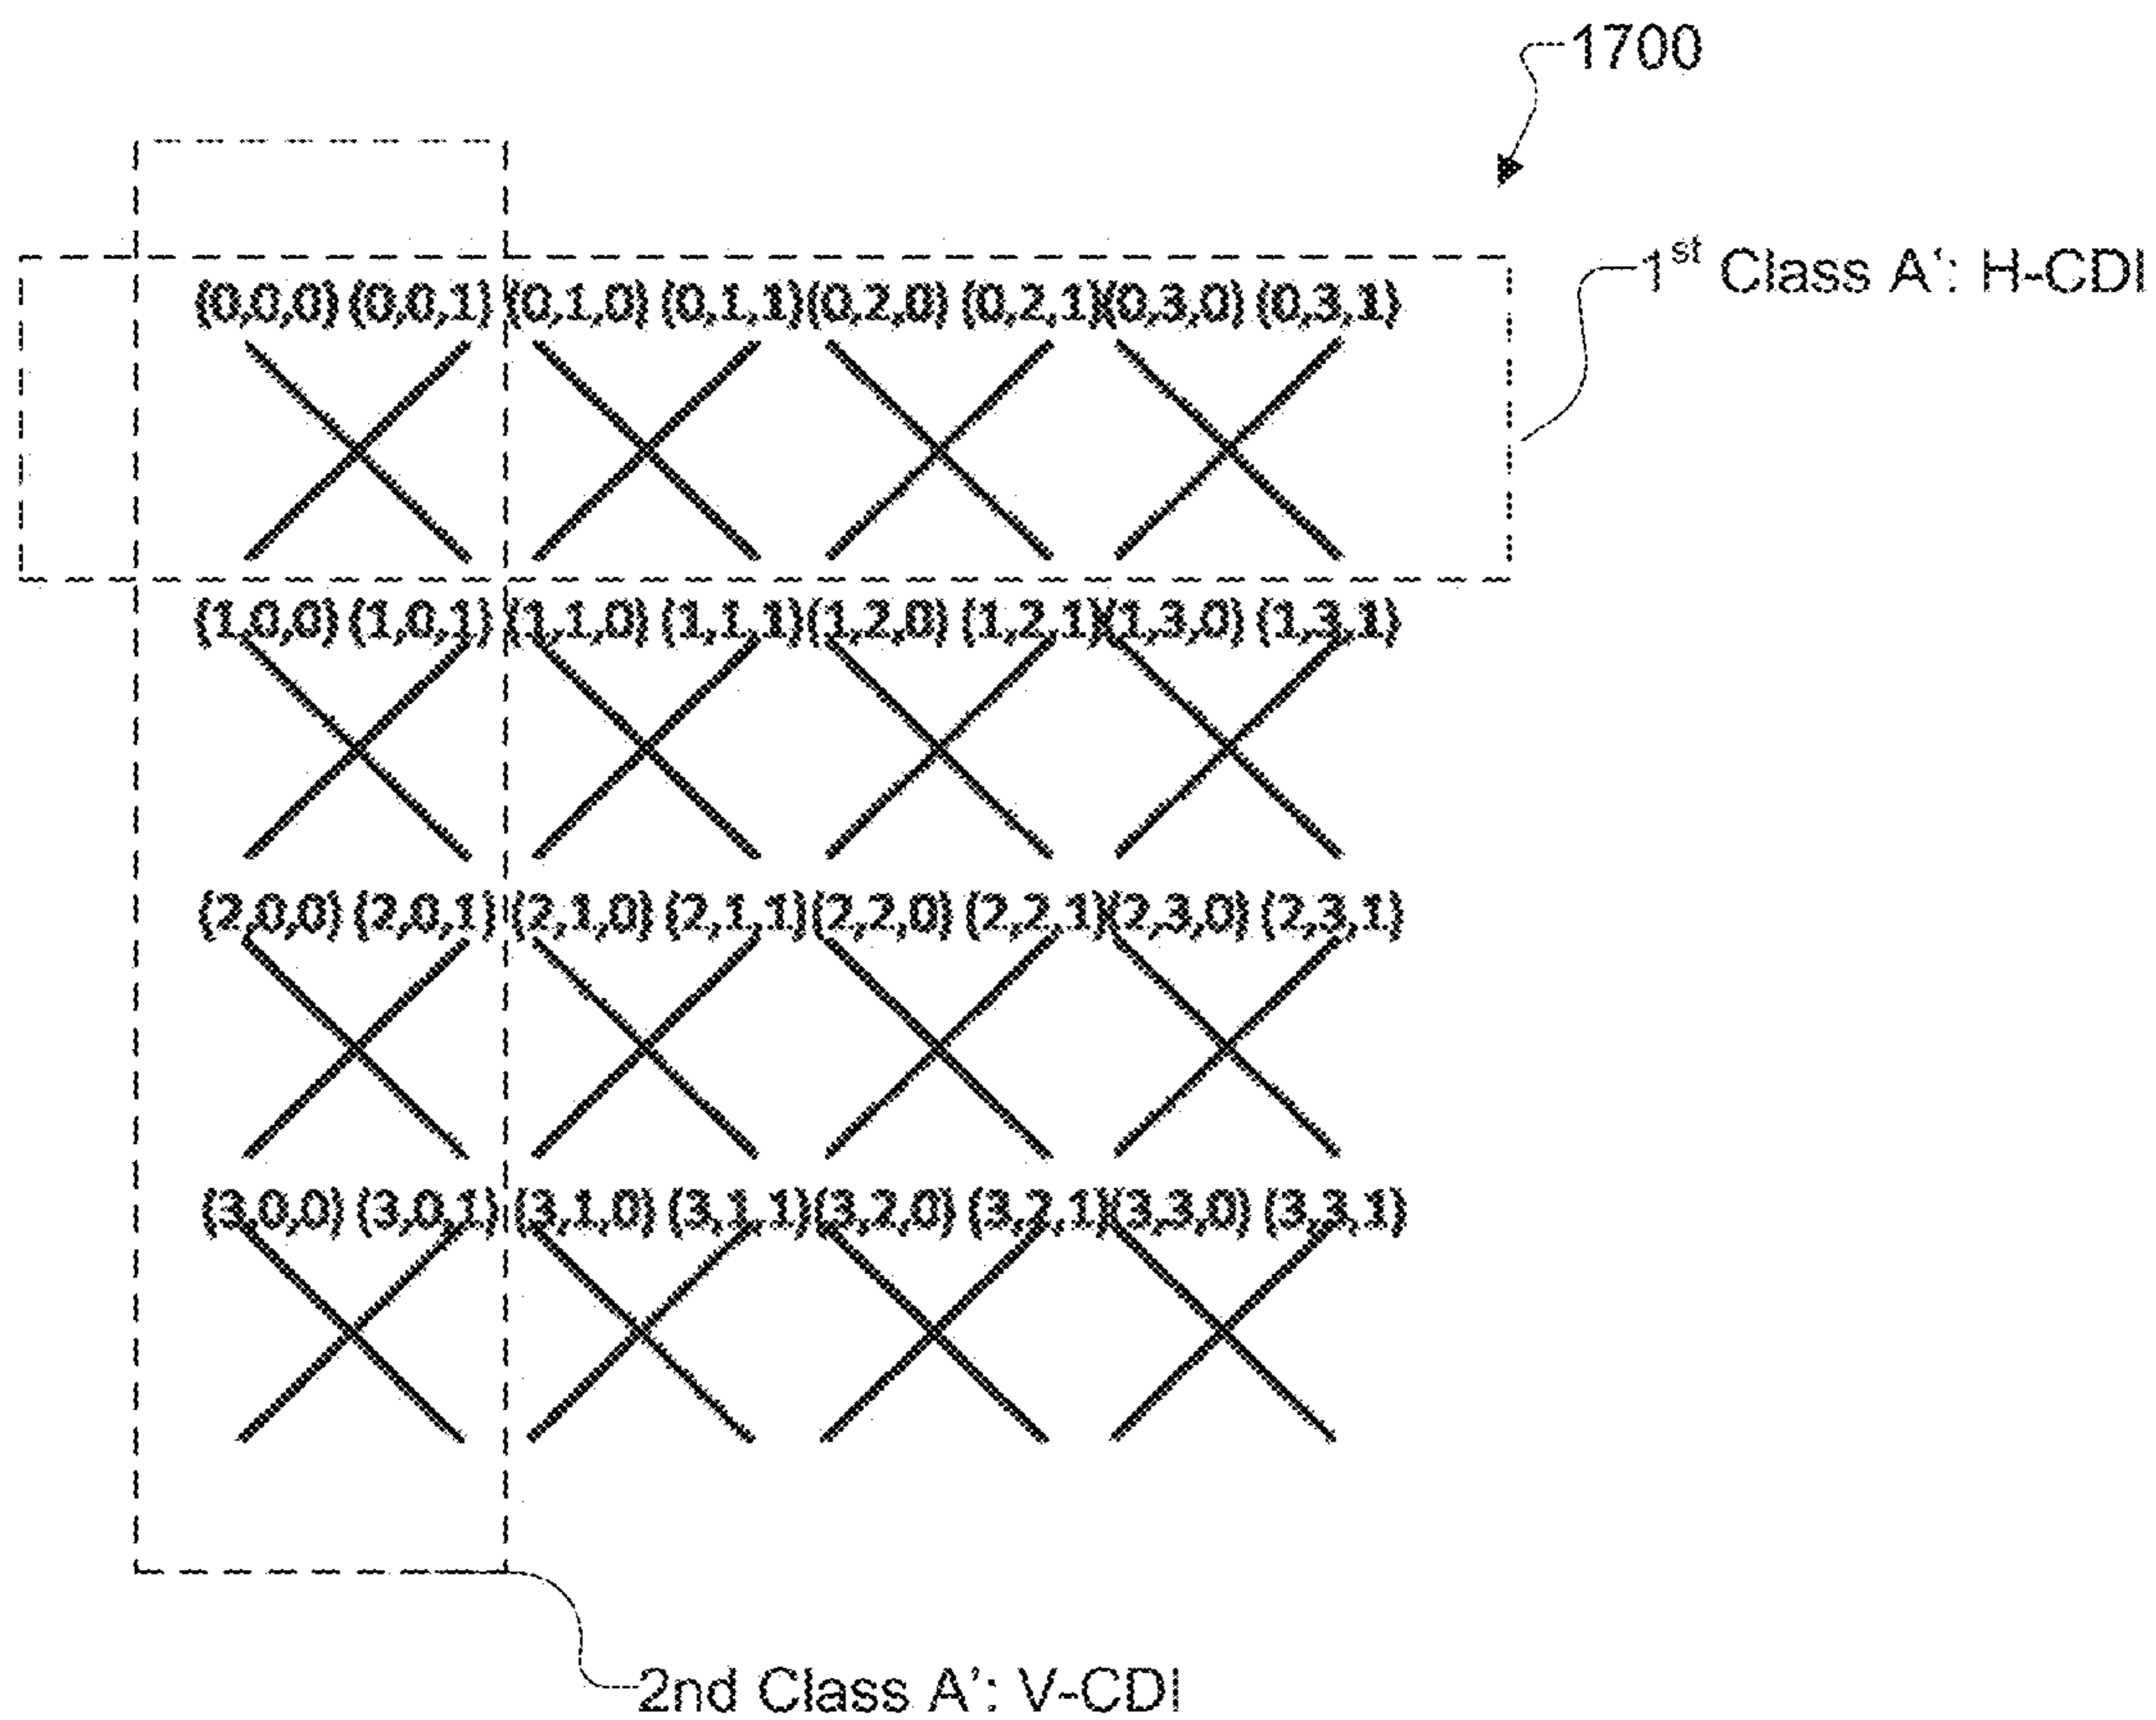 1700
1st Class A‘: H-CDI
(0,0,0) (0,0,1) (0,1,0) (0,1,1) (0,2,0) (0,2,1) (0,3,0) (0,3,1)
(1,0,0) (1,0,1) (1,1,0) (1,1,1) (1,2,0) (1,2,1) (1,3,0) (1,3,1)
(2,0,0) (2,0,1) (2,1,0) (2,1,1) (2,2,0) (2,2,1) (2,3,0) (2,3,1)
(3,0,0) (3,0,1) (3,1,0) (3,1,1) (3,2,0) (3,2,1) (3,3,0) (3,3,1)
2nd Class A’: V-CDI